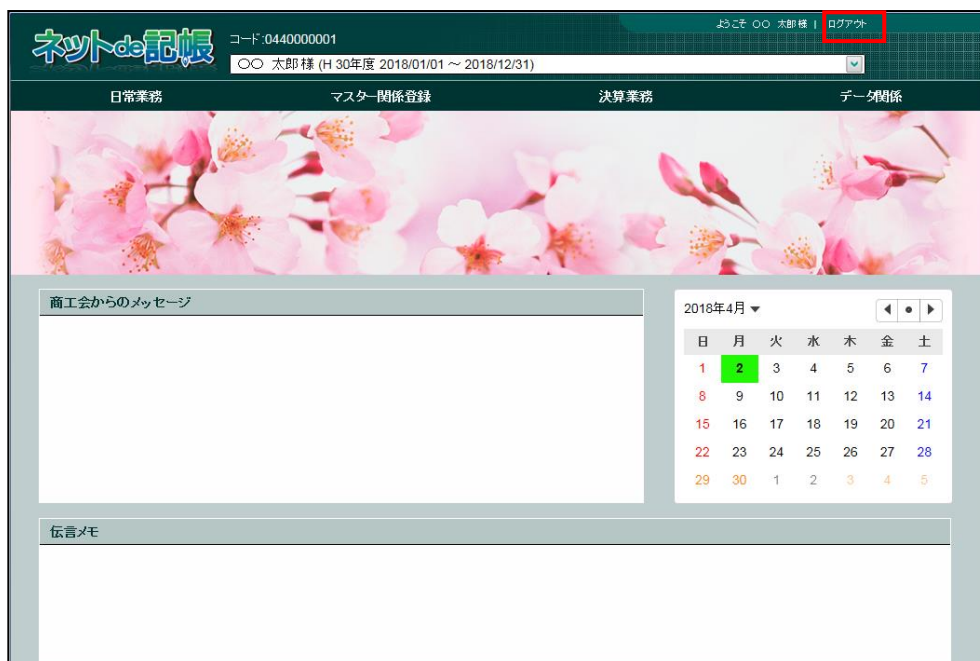 ようこそ ○○ 太郎様 | ログアウト
ネットde記帳
コード:0440000001
○○ 太郎様 (H 30年度 2018/01/01 ～ 2018/12/31)
日常業務 マスター関係登録 決算業務 データ関係
商工会からのメッセージ
2018年4月
日 月 火 水 木 金 土
1 2 3 4 5 6 7
8 9 10 11 12 13 14
15 16 17 18 19 20 21
22 23 24 25 26 27 28
29 30 1 2 3 4 5
伝言メモ